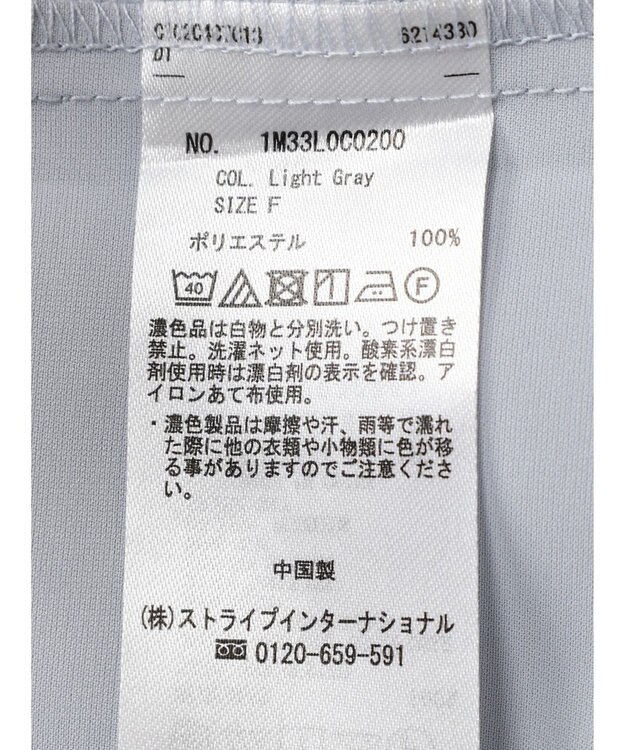 6214330
01
NO. 1M33L0C0200
COL. Light Gray
SIZE F
ポリエステル 100%
40 F
濃色品は白物と分別洗い。つけ置き
禁止。洗濯ネット使用。酸素系漂白
剤使用時は漂白剤の表示を確認。ア
イロンあて布使用。
・濃色製品は摩擦や汗、雨等で濡れ
た際に他の衣類や小物類に色が移
る事がありますのでご注意くださ
い。
中国製
(株)ストライプインターナショナル
0120-659-591